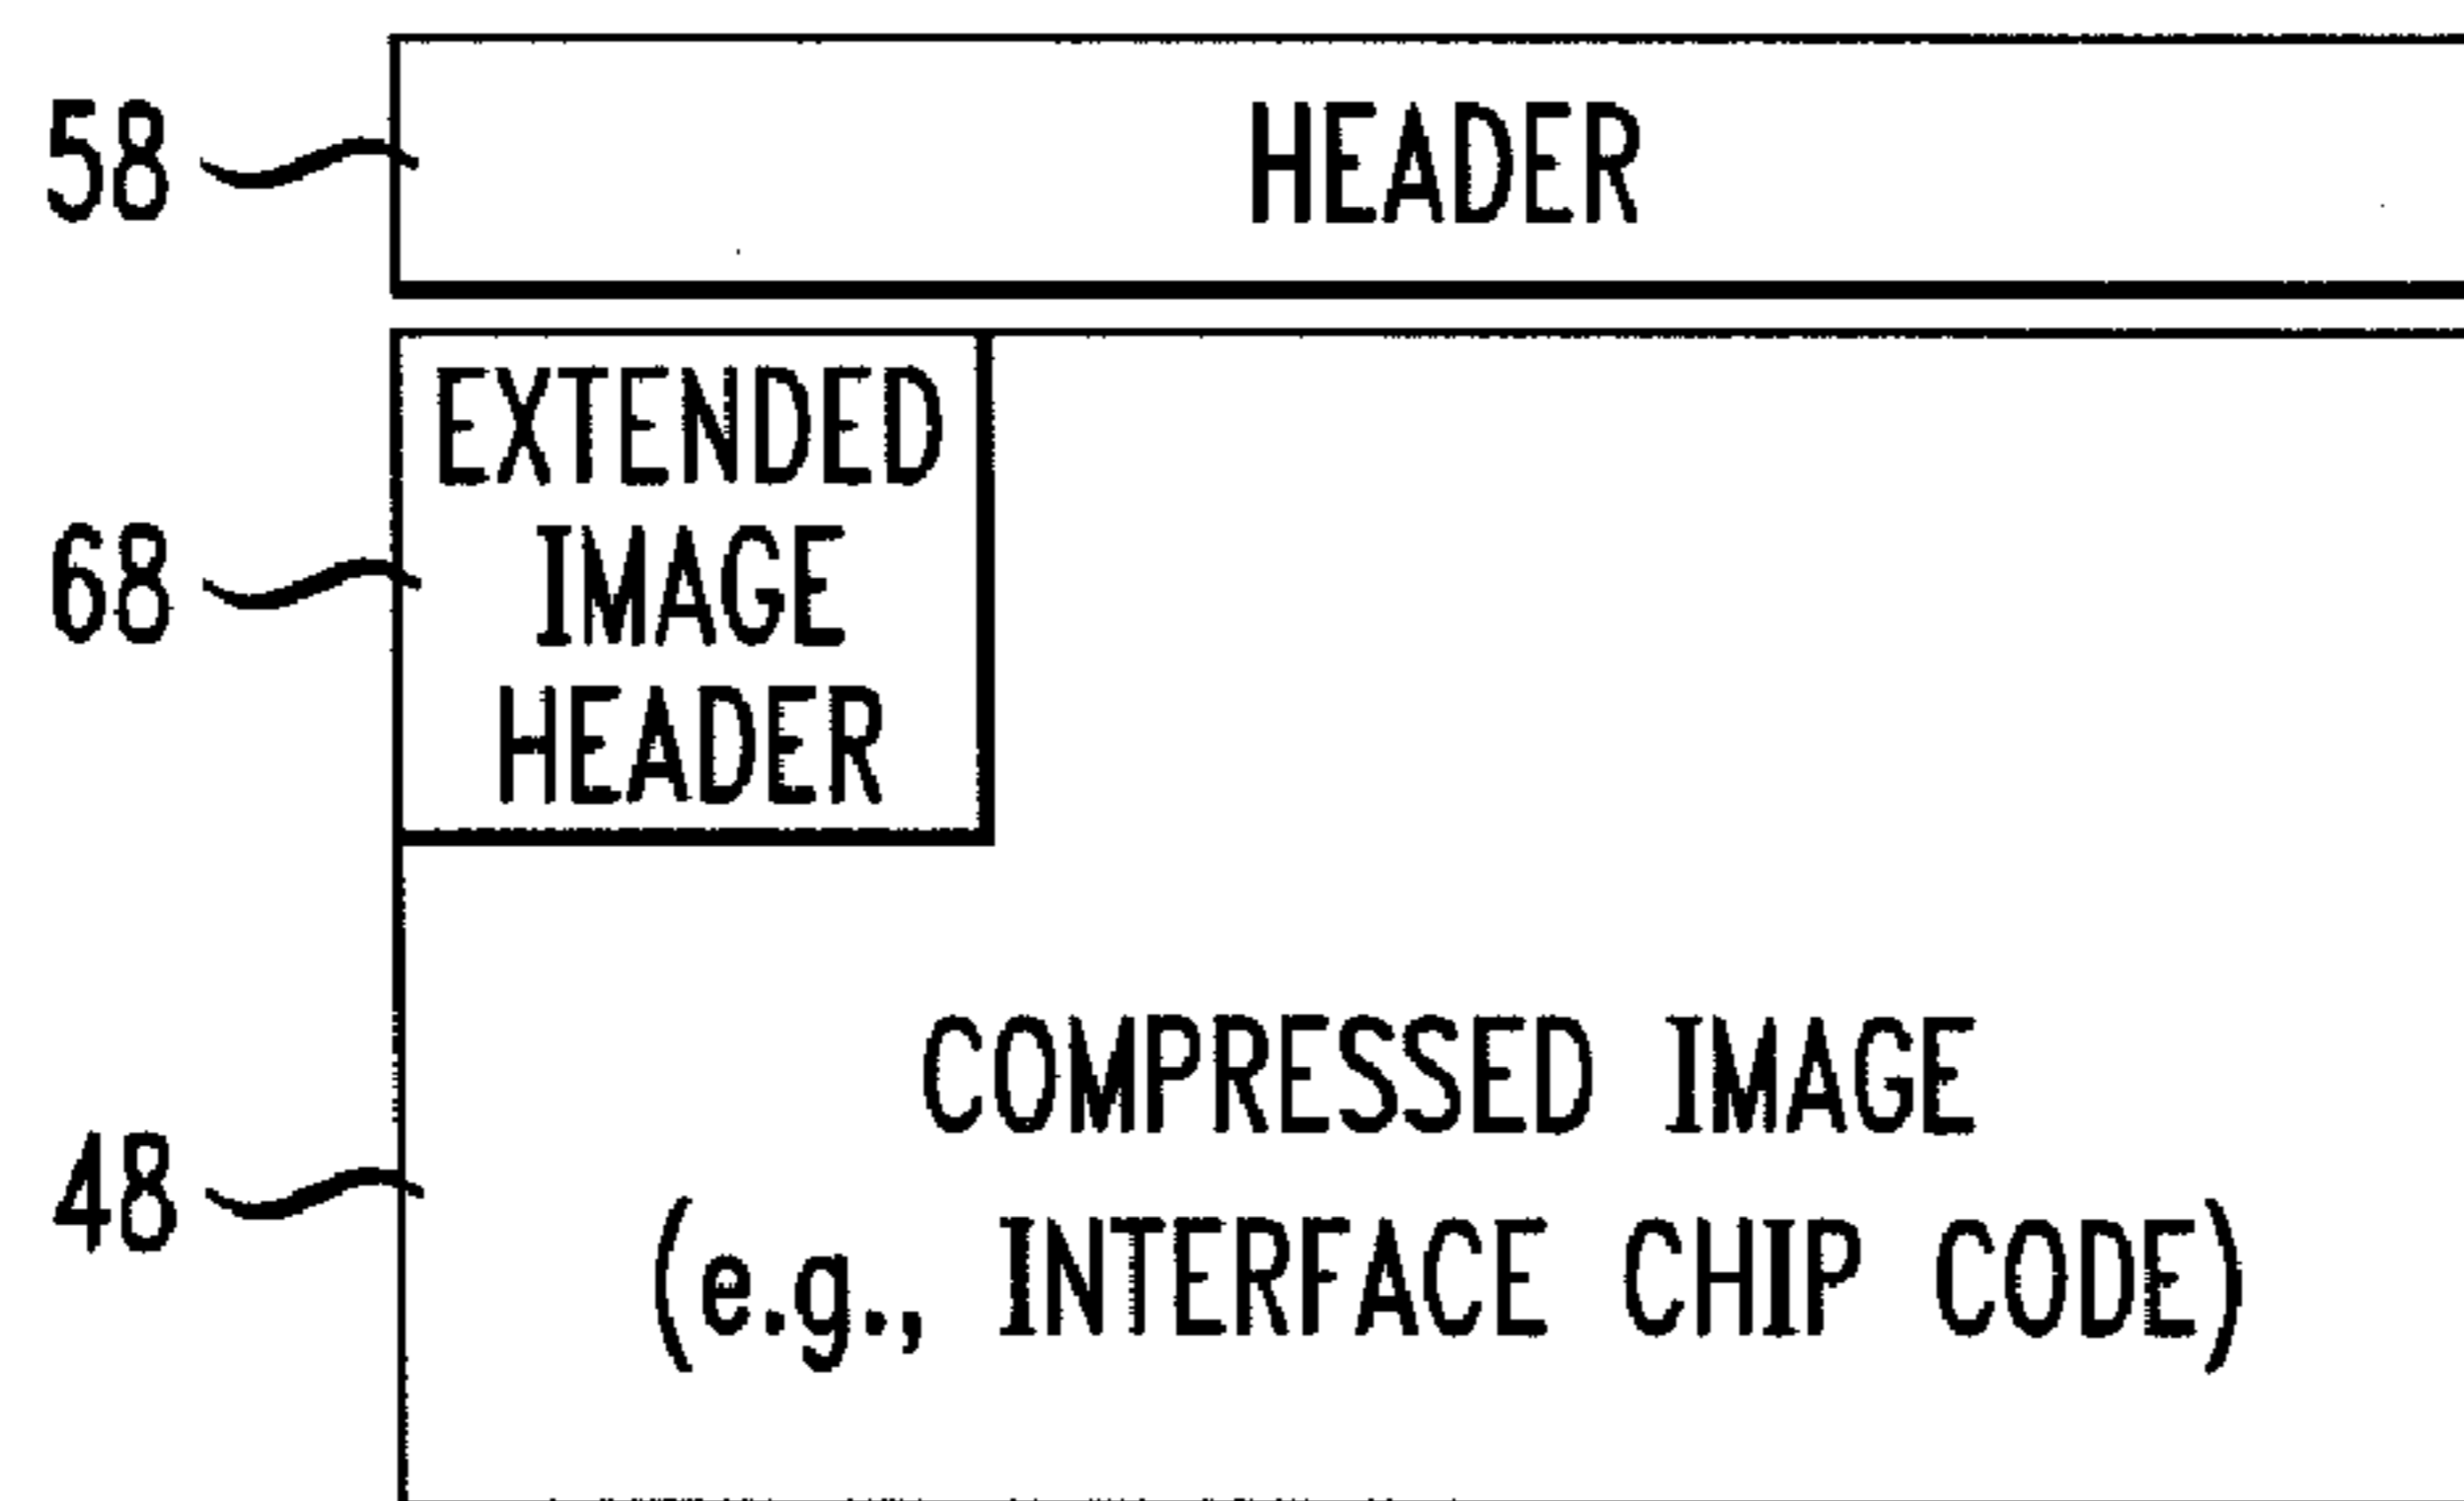 58
HEADER
68
EXTENDED
IMAGE
HEADER
48
COMPRESSED IMAGE
(e.g., INTERFACE CHIP CODE)